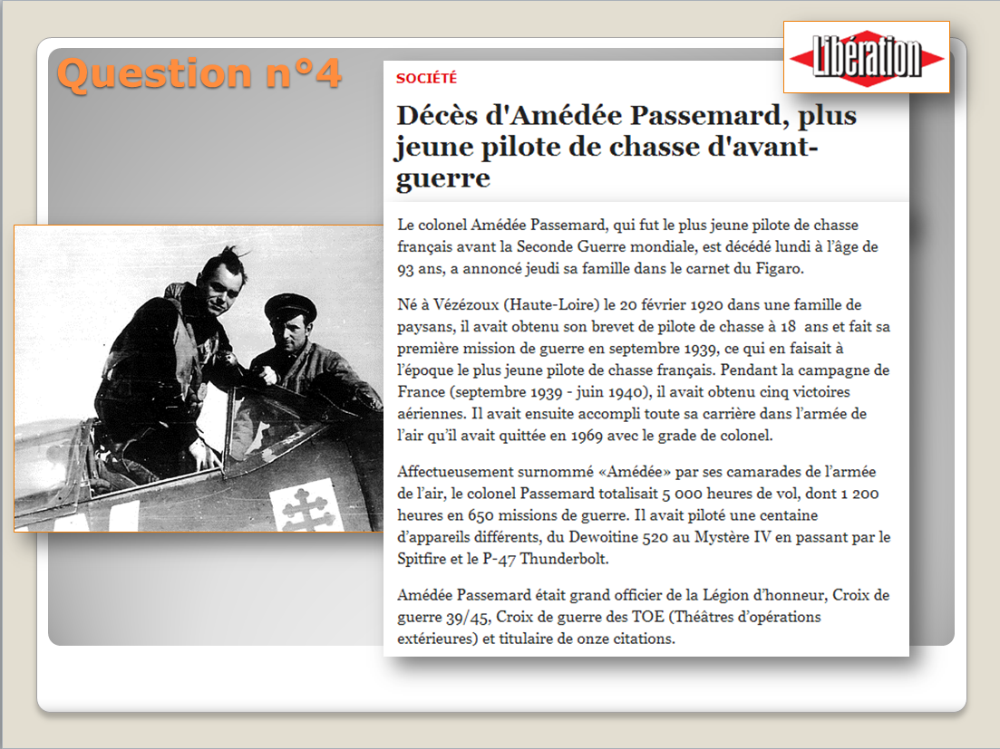 Question n°4
Libération
SOCIÉTÉ
Décès d'Amédée Passemard, plus
jeune pilote de chasse d'avant-
guerre
Le colonel Amédée Passemard, qui fut le plus jeune pilote de chasse
français avant la Seconde Guerre mondiale, est décédé lundi à l’âge de
93 ans, a annoncé jeudi sa famille dans le carnet du Figaro.
Né à Vézézoux (Haute-Loire) le 20 février 1920 dans une famille de
paysans, il avait obtenu son brevet de pilote de chasse à 18 ans et fait sa
première mission de guerre en septembre 1939, ce qui en faisait à
l’époque le plus jeune pilote de chasse français. Pendant la campagne de
France (septembre 1939 - juin 1940), il avait obtenu cinq victoires
aériennes. Il avait ensuite accompli toute sa carrière dans l’armée de
l’air qu’il avait quittée en 1969 avec le grade de colonel.
Affectueusement surnommé «Amédée» par ses camarades de l’armée
de l’air, le colonel Passemard totalisait 5 000 heures de vol, dont 1 200
heures en 650 missions de guerre. Il avait piloté une centaine
d’appareils différents, du Dewoitine 520 au Mystère IV en passant par le
Spitfire et le P-47 Thunderbolt.
Amédée Passemard était grand officier de la Légion d’honneur, Croix de
guerre 39/45, Croix de guerre des TOE (Théâtres d’opérations
extérieures) et titulaire de onze citations.